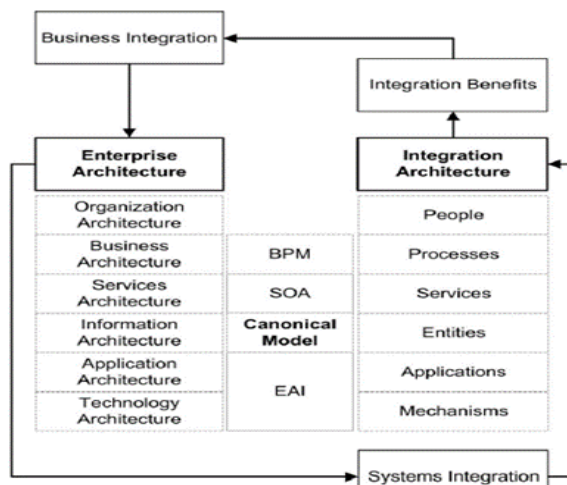 Business Integration
Integration Benefits
Enterprise
Architecture
Integration
Architecture
Organization
Architecture
People
Business
Architecture
BPM
Processes
Services
Architecture
SOA
Services
Information
Architecture
Canonical
Model
Entities
Application
Architecture
EAI
Applications
Technology
Architecture
Mechanisms
Systems Integration